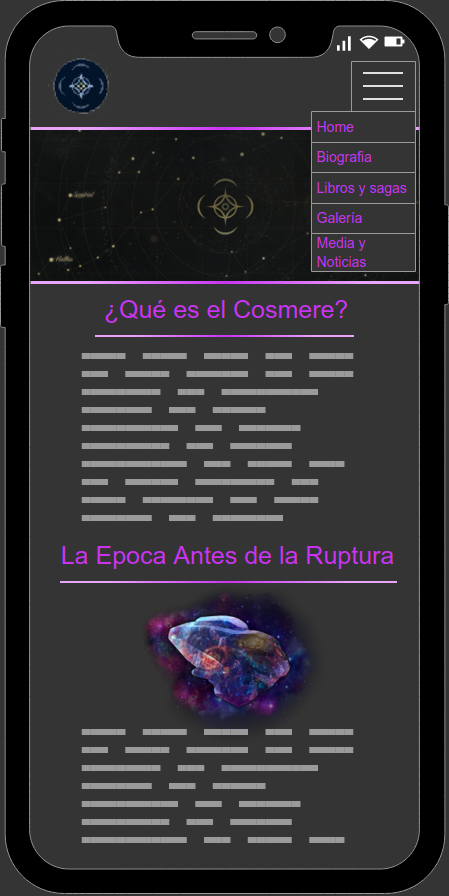 Home
Biografia
Libros y sagas
Galería
Media y
Noticias
¿Qué es el Cosmere?
La Epoca Antes de la Ruptura